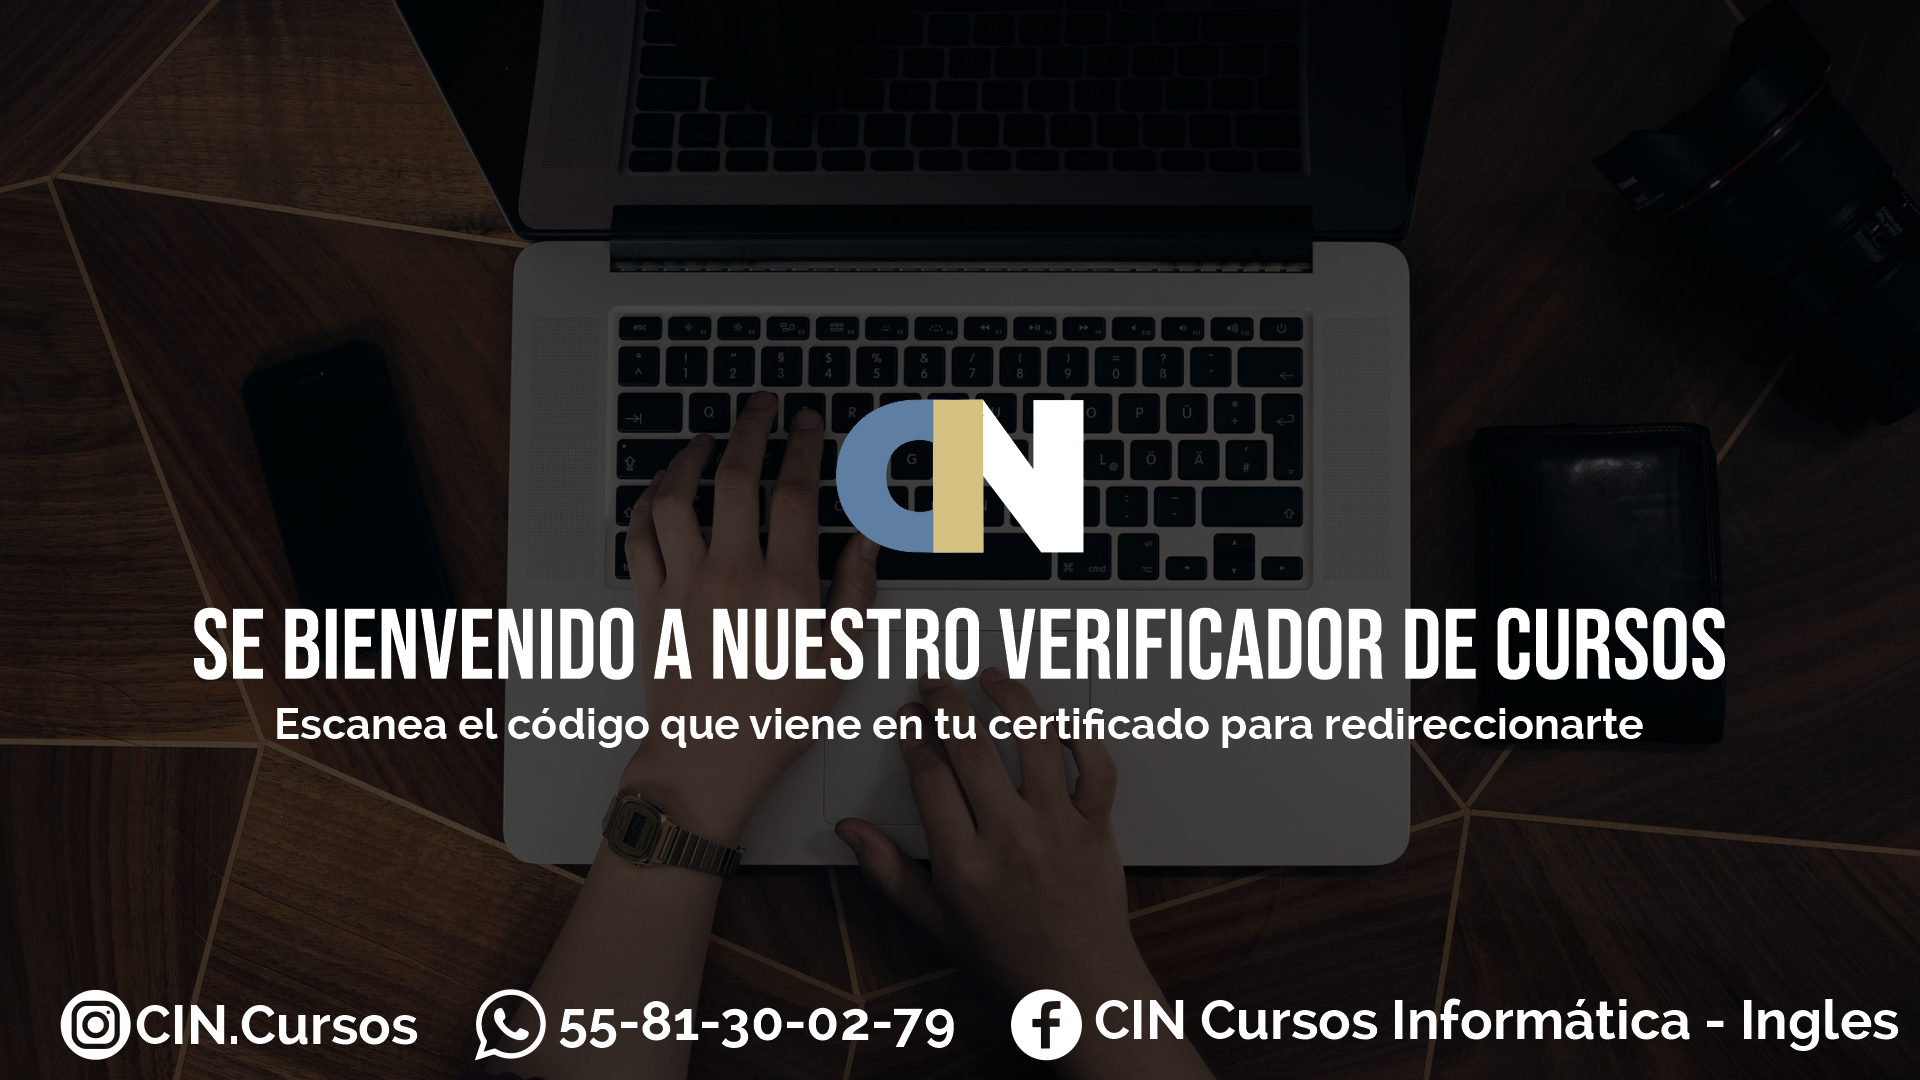 CIN
SE BIENVENIDO A NUESTRO VERIFICADOR DE CURSOS
Escanea el código que viene en tu certificado para redireccionarte
CIN.Cursos
55-81-30-02-79
CIN Cursos Informática - Ingles